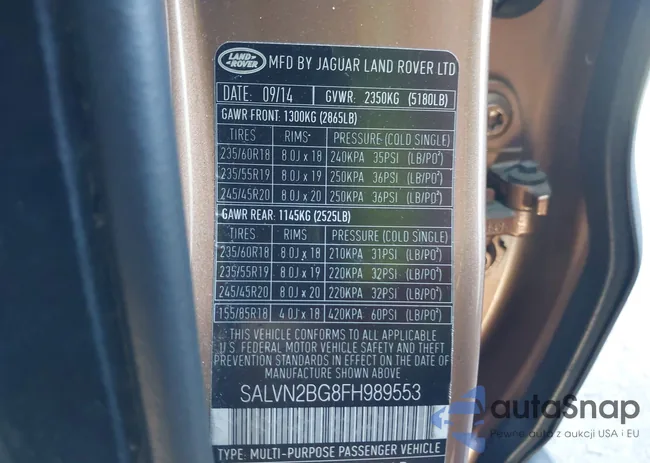 LAND-
ROVER
MFD BY JAGUAR LAND ROVER LTD
DATE: 09/14 GVWR: 2350KG (5180LB)
GAWR FRONT: 1300KG (2865LB)
TIRES RIMS PRESSURE (COLD SINGLE)
235/60R18 8.0J x 18 240KPA 35PSI (LB/PO²)
235/55R19 8.0J x 19 250KPA 36PSI (LB/PO²)
245/45R20 8.0J x 20 250KPA 36PSI (LB/PO²)
GAWR REAR: 1145KG (2525LB)
TIRES RIMS PRESSURE (COLD SINGLE)
235/60R18 8.0J x 18 210KPA 31PSI (LB/PO²)
235/55R19 8.0J x 19 220KPA 32PSI (LB/PO²)
245/45R20 8.0J x 20 220KPA 32PSI (LB/PO²)
155/85R18 4.0J x 18 420KPA 60PSI (LB/PO²)
THIS VEHICLE CONFORMS TO ALL APPLICABLE
U.S. FEDERAL MOTOR VEHICLE SAFETY AND THEFT
PREVENTION STANDARDS IN EFFECT ON THE DATE OF
MANUFACTURE SHOWN ABOVE
SALVN2BG8FH989553
TYPE: MULTI-PURPOSE PASSENGER VEHICLE
autoSnap
Pewne auta z aukcji USA i EU